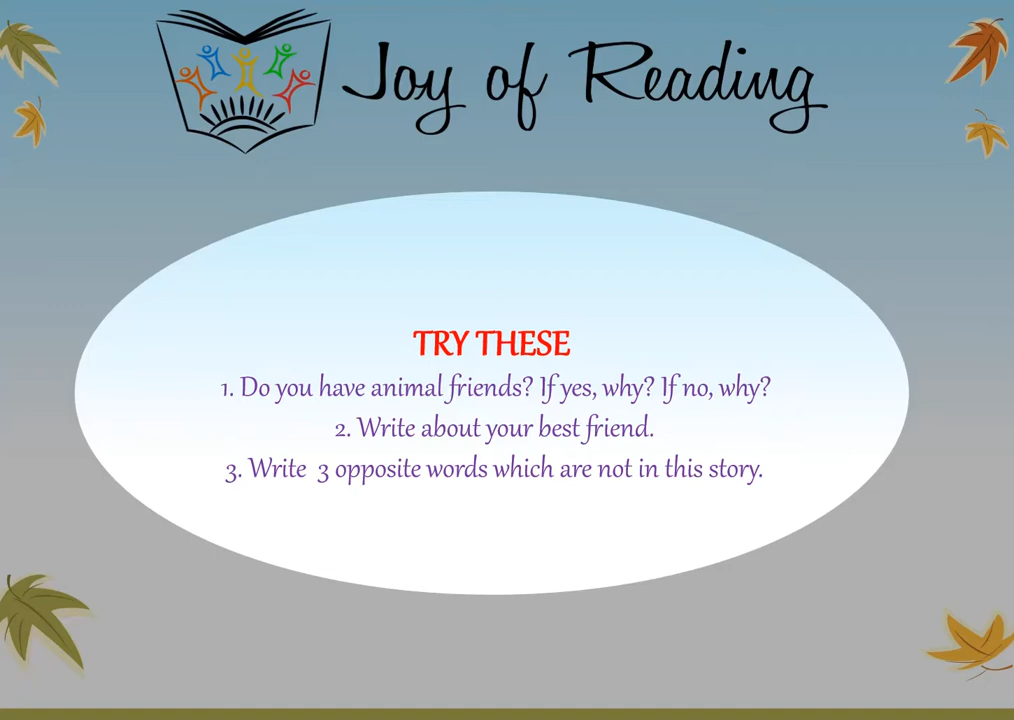 Joy of Reading
TRY THESE
1. Do you have animal friends? If yes, why? If no, why?
2. Write about your best friend.
3. Write 3 opposite words which are not in this story.